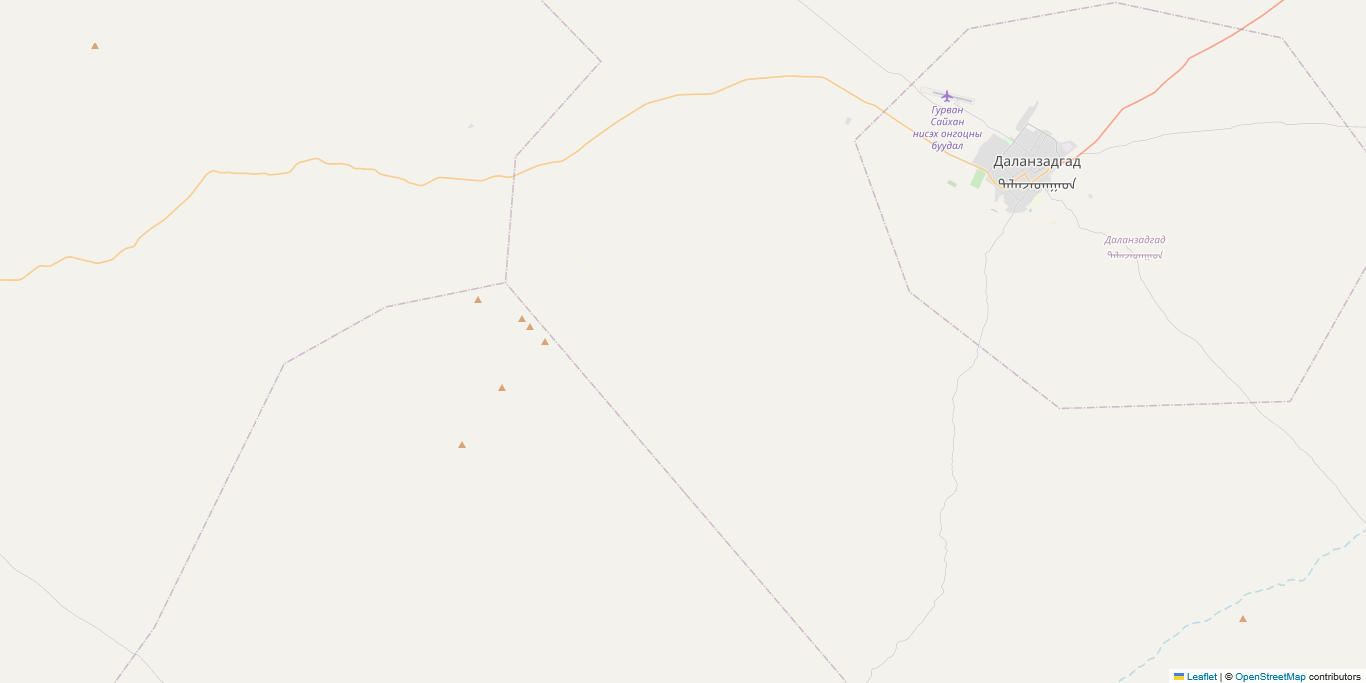 Гурван
Сайхан
нисэх онгоцны
буудал
Даланзадгад
Даланзадгад
Leaflet | © OpenStreetMap contributors